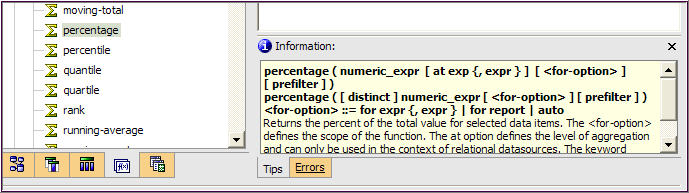 moving-total
percentage
percentile
quantile
quartile
rank
running-average
Information:
percentage ( numeric_expr [ at exp {, expr } ] [ <for-option> ]
[ prefilter ] )
percentage ( [ distinct ] numeric_expr [ <for-option> ] [ prefilter ] )
<for-option> ::= for expr {, expr } | for report | auto
Returns the percent of the total value for selected data items. The <for-option>
defines the scope of the function. The at option defines the level of aggregation
and can only be used in the context of relational datasources. The keyword
Tips Errors